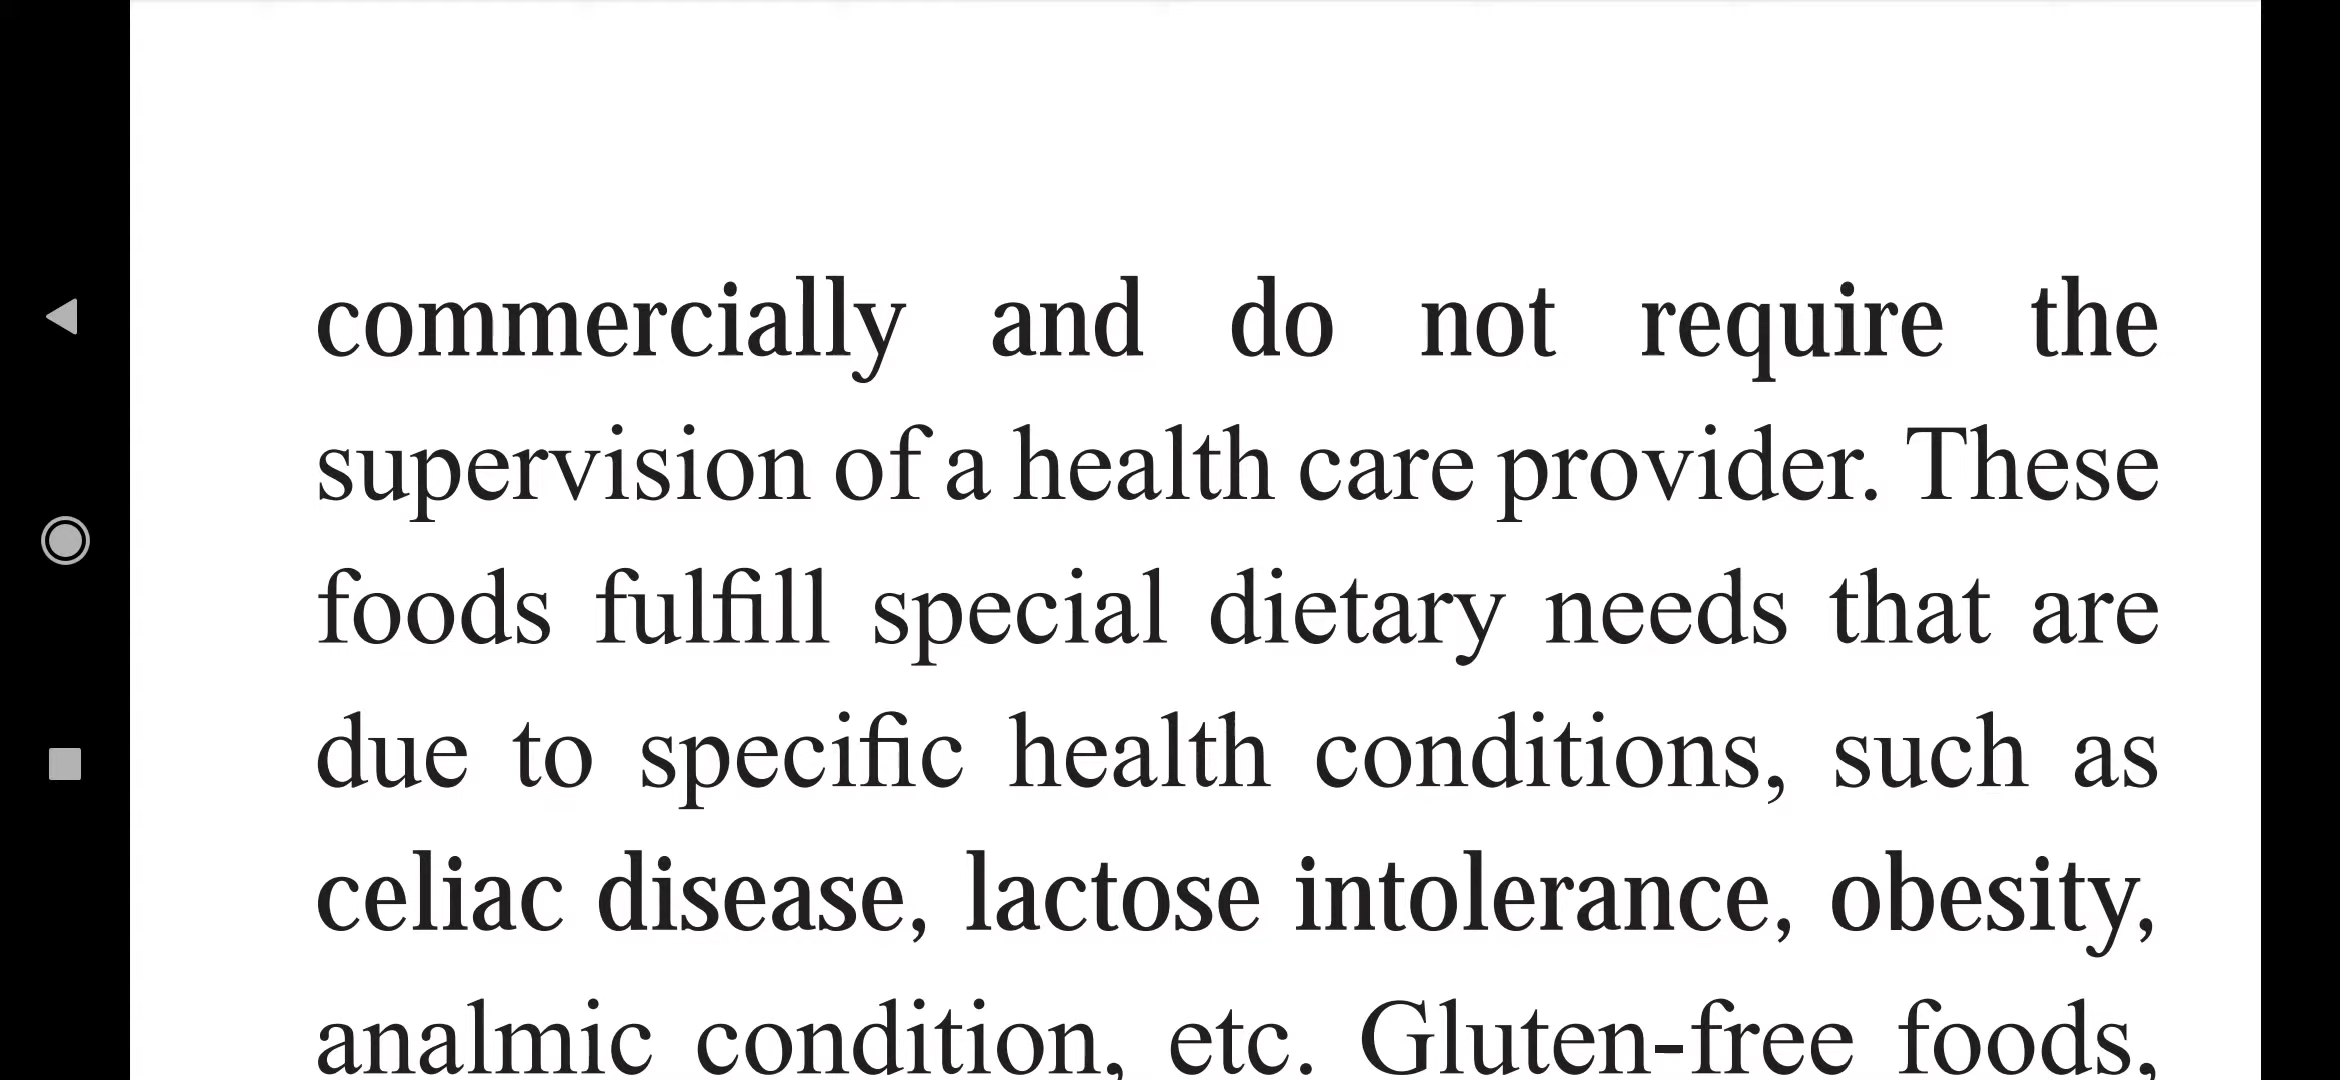 commercially and do not require the
supervision of a health care provider. These
foods fulfill special dietary needs that are
due to specific health conditions, such as
celiac disease, lactose intolerance, obesity,
analmic condition, etc. Gluten-free foods,